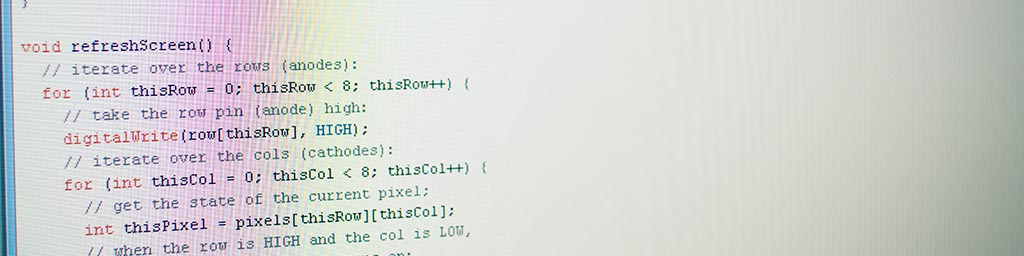 }
void refreshScreen() {
// iterate over the rows (anodes):
for (int thisRow = 0; thisRow < 8; thisRow++) {
// take the row pin (anode) high:
digitalWrite(row[thisRow], HIGH);
// iterate over the cols (cathodes):
for (int thisCol = 0; thisCol < 8; thisCol++) {
// get the state of the current pixel;
int thisPixel = pixels[thisRow][thisCol];
// when the row is HIGH and the col is LOW,